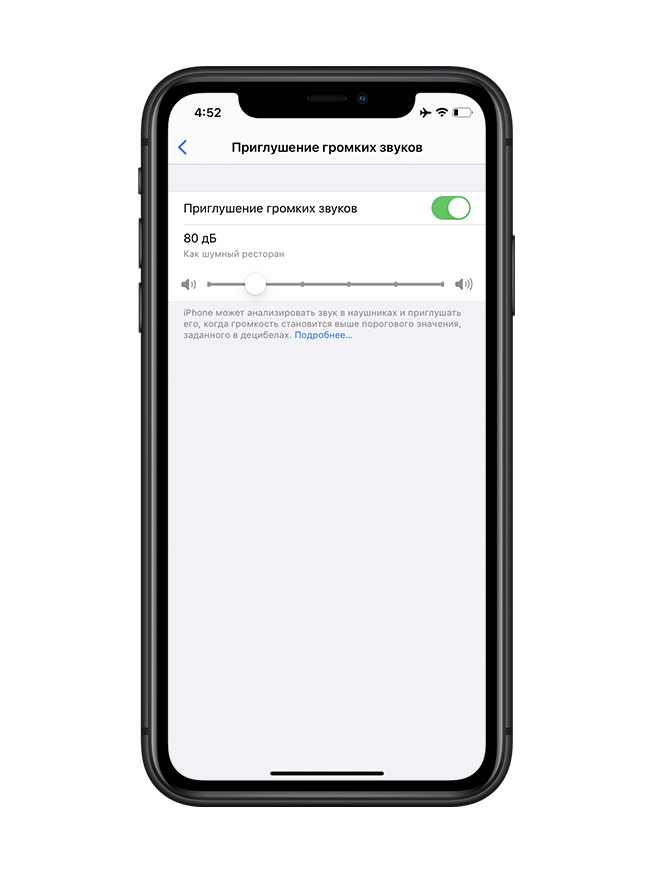 4:52
Приглушение громких звуков
Приглушение громких звуков
80 дБ
Как шумный ресторан
iPhone может анализировать звук в наушниках и приглушать
его, когда громкость становится выше порогового значения,
заданного в децибелах. Подробнее...